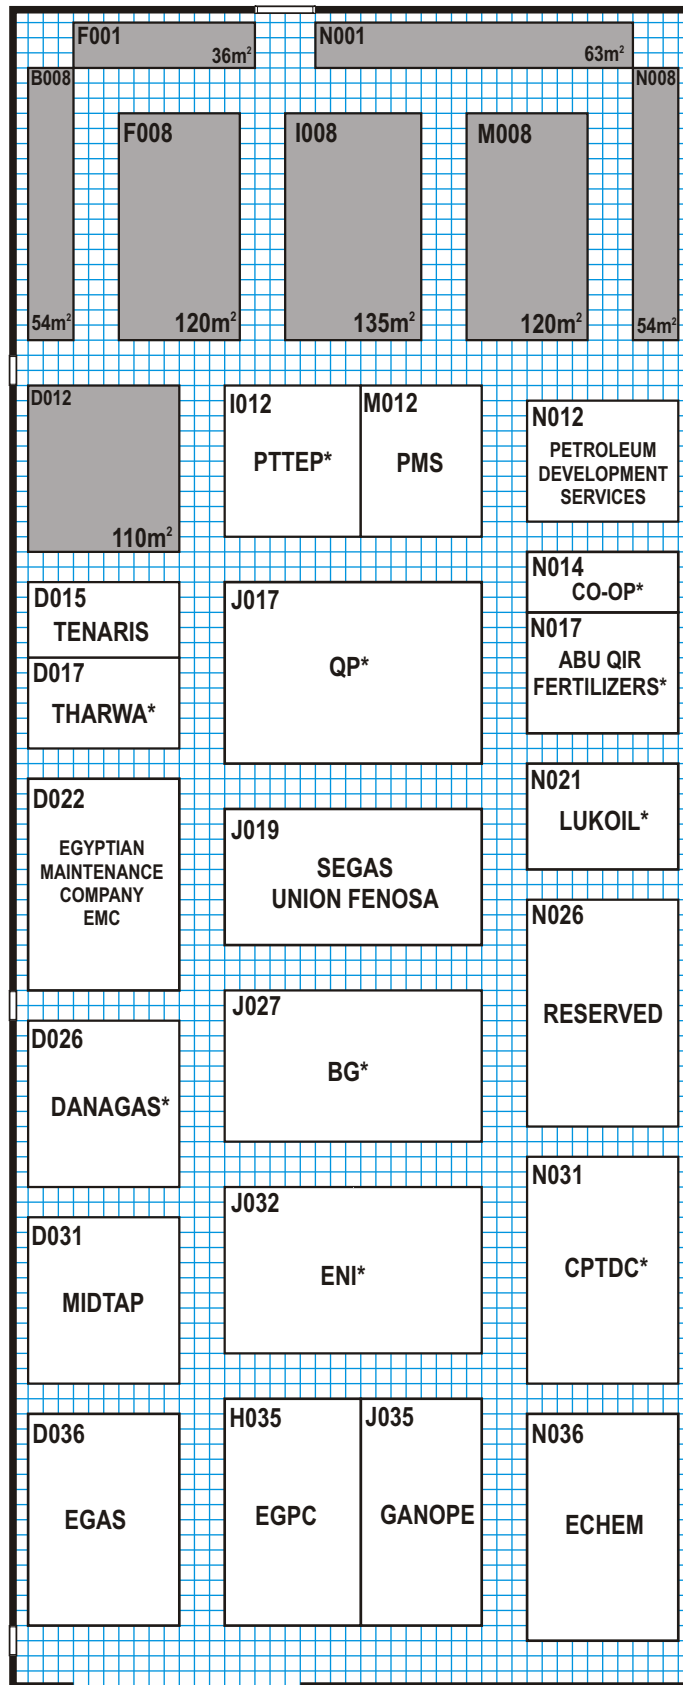 F001
36m²
N001
63m²
B008
54m²
F008
120m²
I008
135m²
M008
120m²
N008
54m²
D012
110m²
I012
PTTEP*
M012
PMS
N012
PETROLEUM
DEVELOPMENT
SERVICES
N014
CO-OP*
D015
TENARIS
J017
QP*
N017
ABU QIR
FERTILIZERS*
D017
THARWA*
N021
LUKOIL*
D022
EGYPTIAN
MAINTENANCE
COMPANY
EMC
J019
SEGAS
UNION FENOSA
N026
RESERVED
J027
BG*
D026
DANAGAS*
N031
CPTDC*
J032
ENI*
D031
MIDTAP
H035
EGPC
J035
GANOPE
D036
EGAS
N036
ECHEM